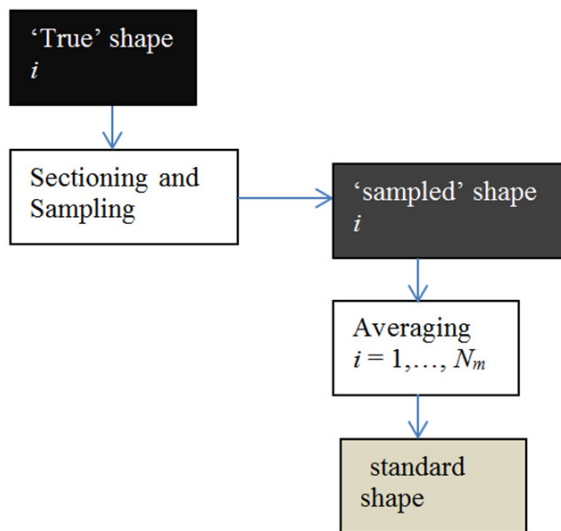 ‘True’ shape
i
Sectioning and
Sampling
‘sampled’ shape
i
Averaging
i = 1,…, Nm
standard
shape